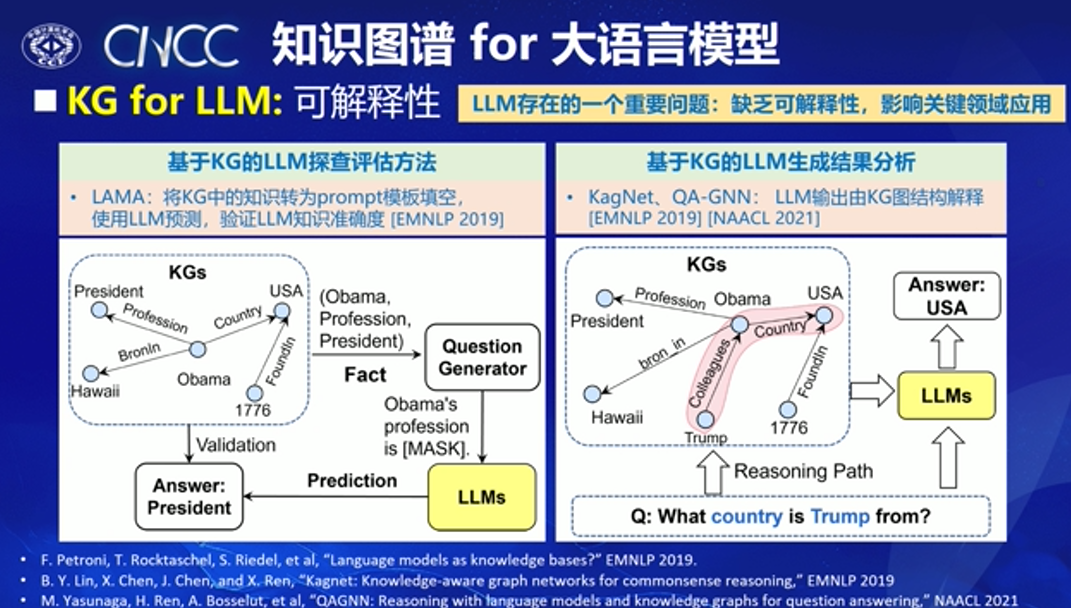 CNCC 知识图谱 for 大语言模型
KG for LLM: 可解释性
LLM存在的一个重要问题：缺乏可解释性，影响关键领域应用
基于KG的LLM探查评估方法
• LAMA：将KG中的知识转为prompt模板填空，
使用LLM预测，验证LLM知识准确度 [EMNLP 2019]
KGs
President
USA
Profession
Country
BronIn
FoundIn
Hawaii
Obama
1776
(Obama,
Profession,
President)
Fact
Question
Generator
Obama's
profession
is [MASK].
Validation
Answer:
President
Prediction
LLMs
基于KG的LLM生成结果分析
• KagNet、QA-GNN： LLM输出由KG图结构解释
[EMNLP 2019] [NAACL 2021]
KGs
Profession
Obama
USA
President
Country
bron_in
Colleagues
FoundIn
Hawaii
Trump
1776
Answer:
USA
LLMs
Reasoning Path
Q: What country is Trump from?
• F. Petroni, T. Rocktaschel, S. Riedel, et al, “Language models as knowledge bases?” EMNLP 2019.
• B. Y. Lin, X. Chen, J. Chen, and X. Ren, “Kagnet: Knowledge-aware graph networks for commonsense reasoning,” EMNLP 2019
• M. Yasunaga, H. Ren, A. Bosselut, et al, “QAGNN: Reasoning with language models and knowledge graphs for question answering,” NAACL 2021